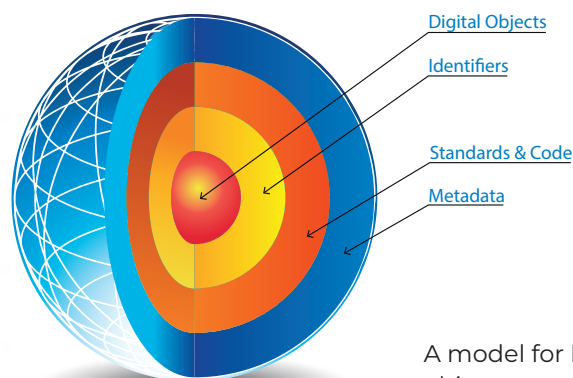 Digital Objects
Identifiers
Standards & Code
Metadata
A model for